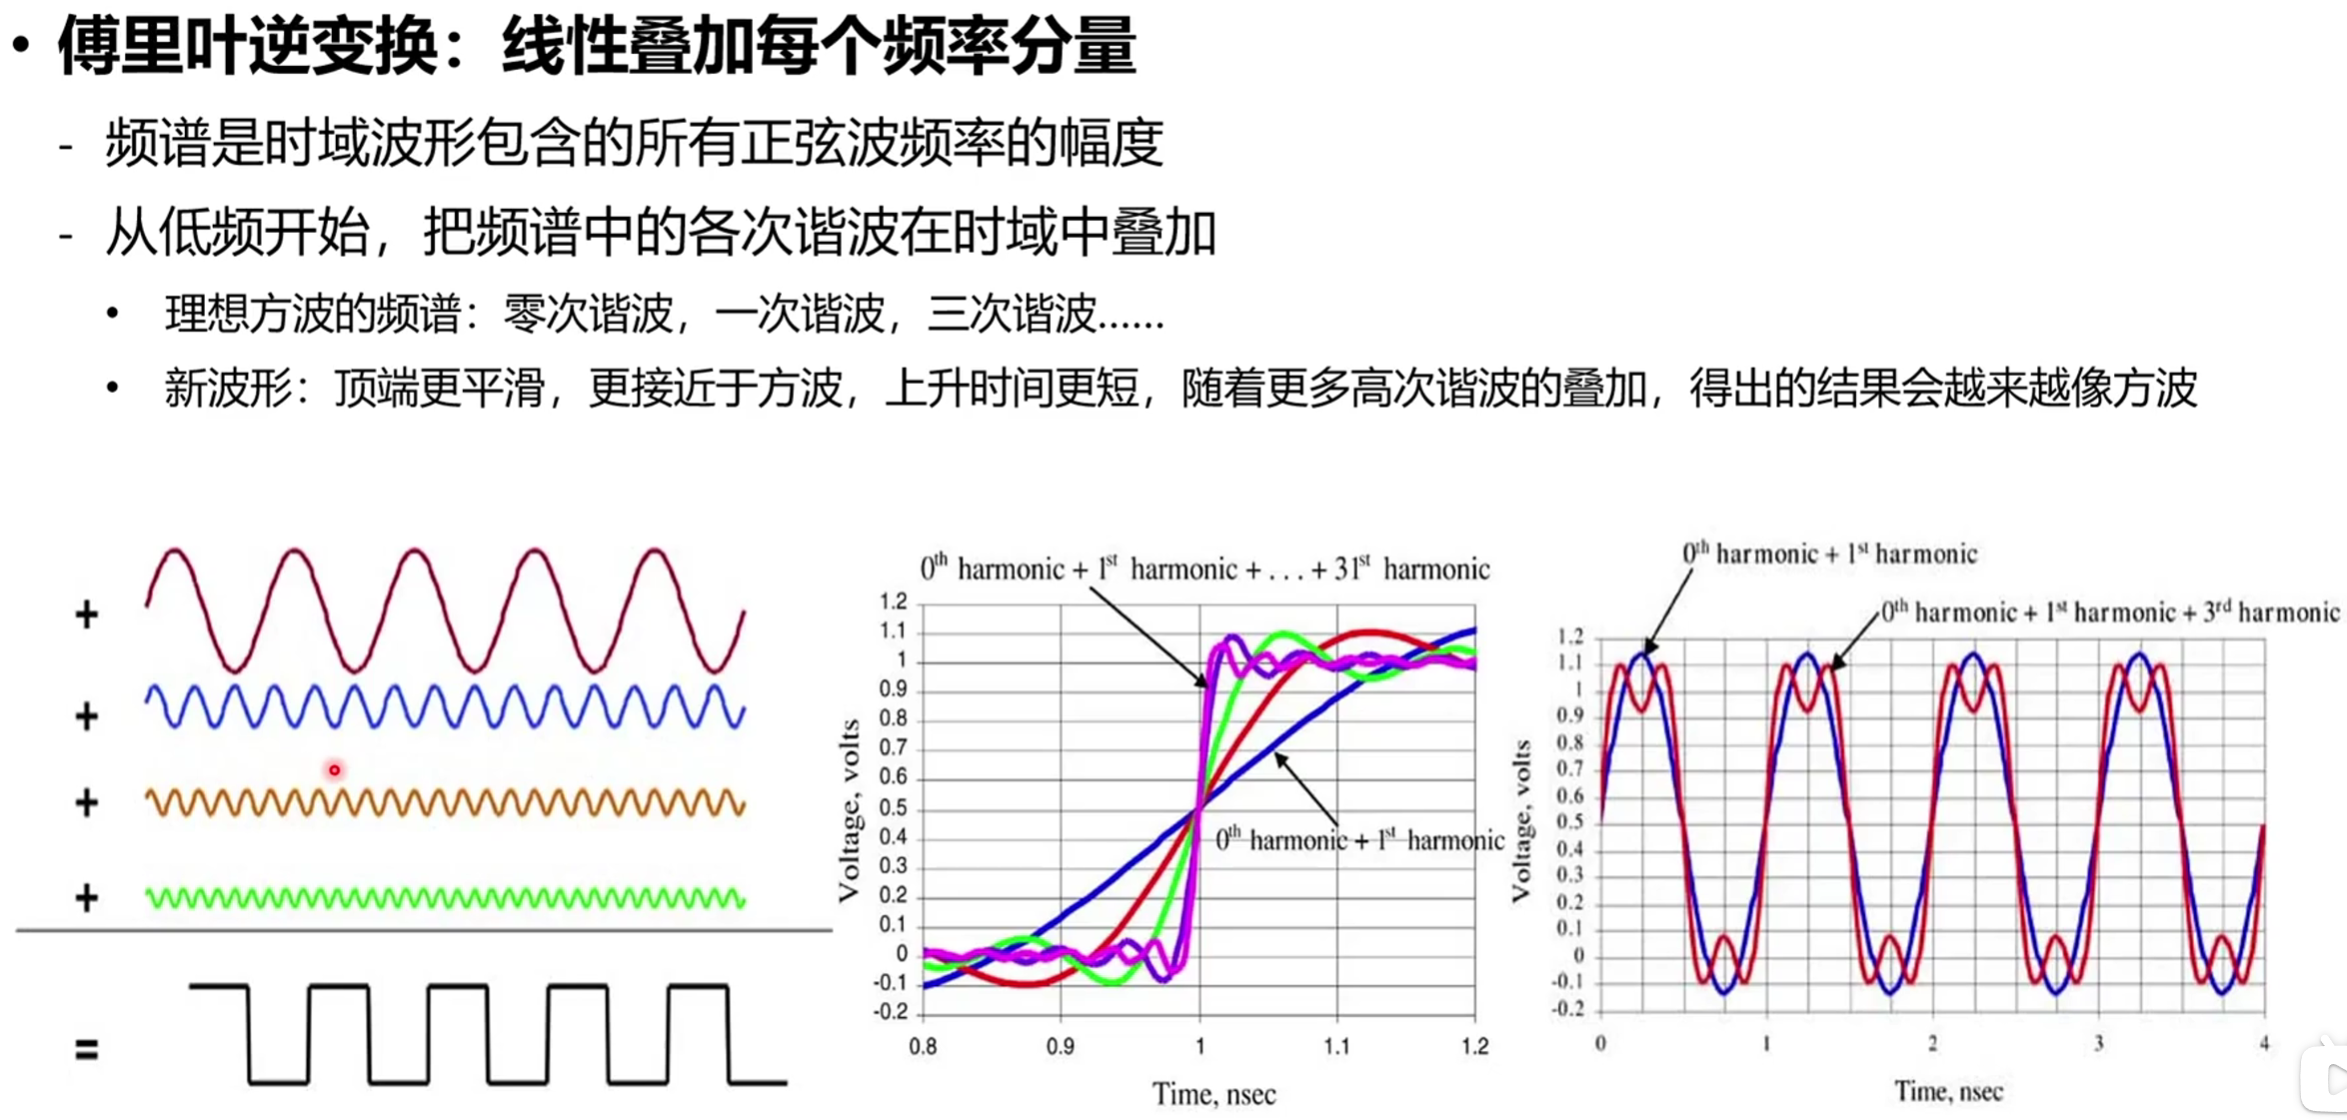 • 傅里叶逆变换：线性叠加每个频率分量
- 频谱是时域波形包含的所有正弦波频率的幅度
- 从低频开始，把频谱中的各次谐波在时域中叠加
• 理想方波的频谱：零次谐波，一次谐波，三次谐波......
• 新波形：顶端更平滑，更接近于方波，上升时间更短，随着更多高次谐波的叠加，得出的结果会越来越像方波
+
+
+
+
=
0th harmonic + 1st harmonic + . . . + 31st harmonic
1.2
1.1
1
0.9
0.8
0.7
0.6
0.5
0.4
0.3
0.2
0.1
0
-0.1
-0.2
Voltage, volts
0th harmonic + 1st harmonic
0.8 0.9 1 1.1 1.2
Time, nsec
0th harmonic + 1st harmonic
0th harmonic + 1st harmonic + 3rd harmonic
1.2
1.1
1
0.9
0.8
0.7
0.6
0.5
0.4
0.3
0.2
0.1
0
-0.1
-0.2
Voltage, volts
0 1 2 3 4
Time, nsec